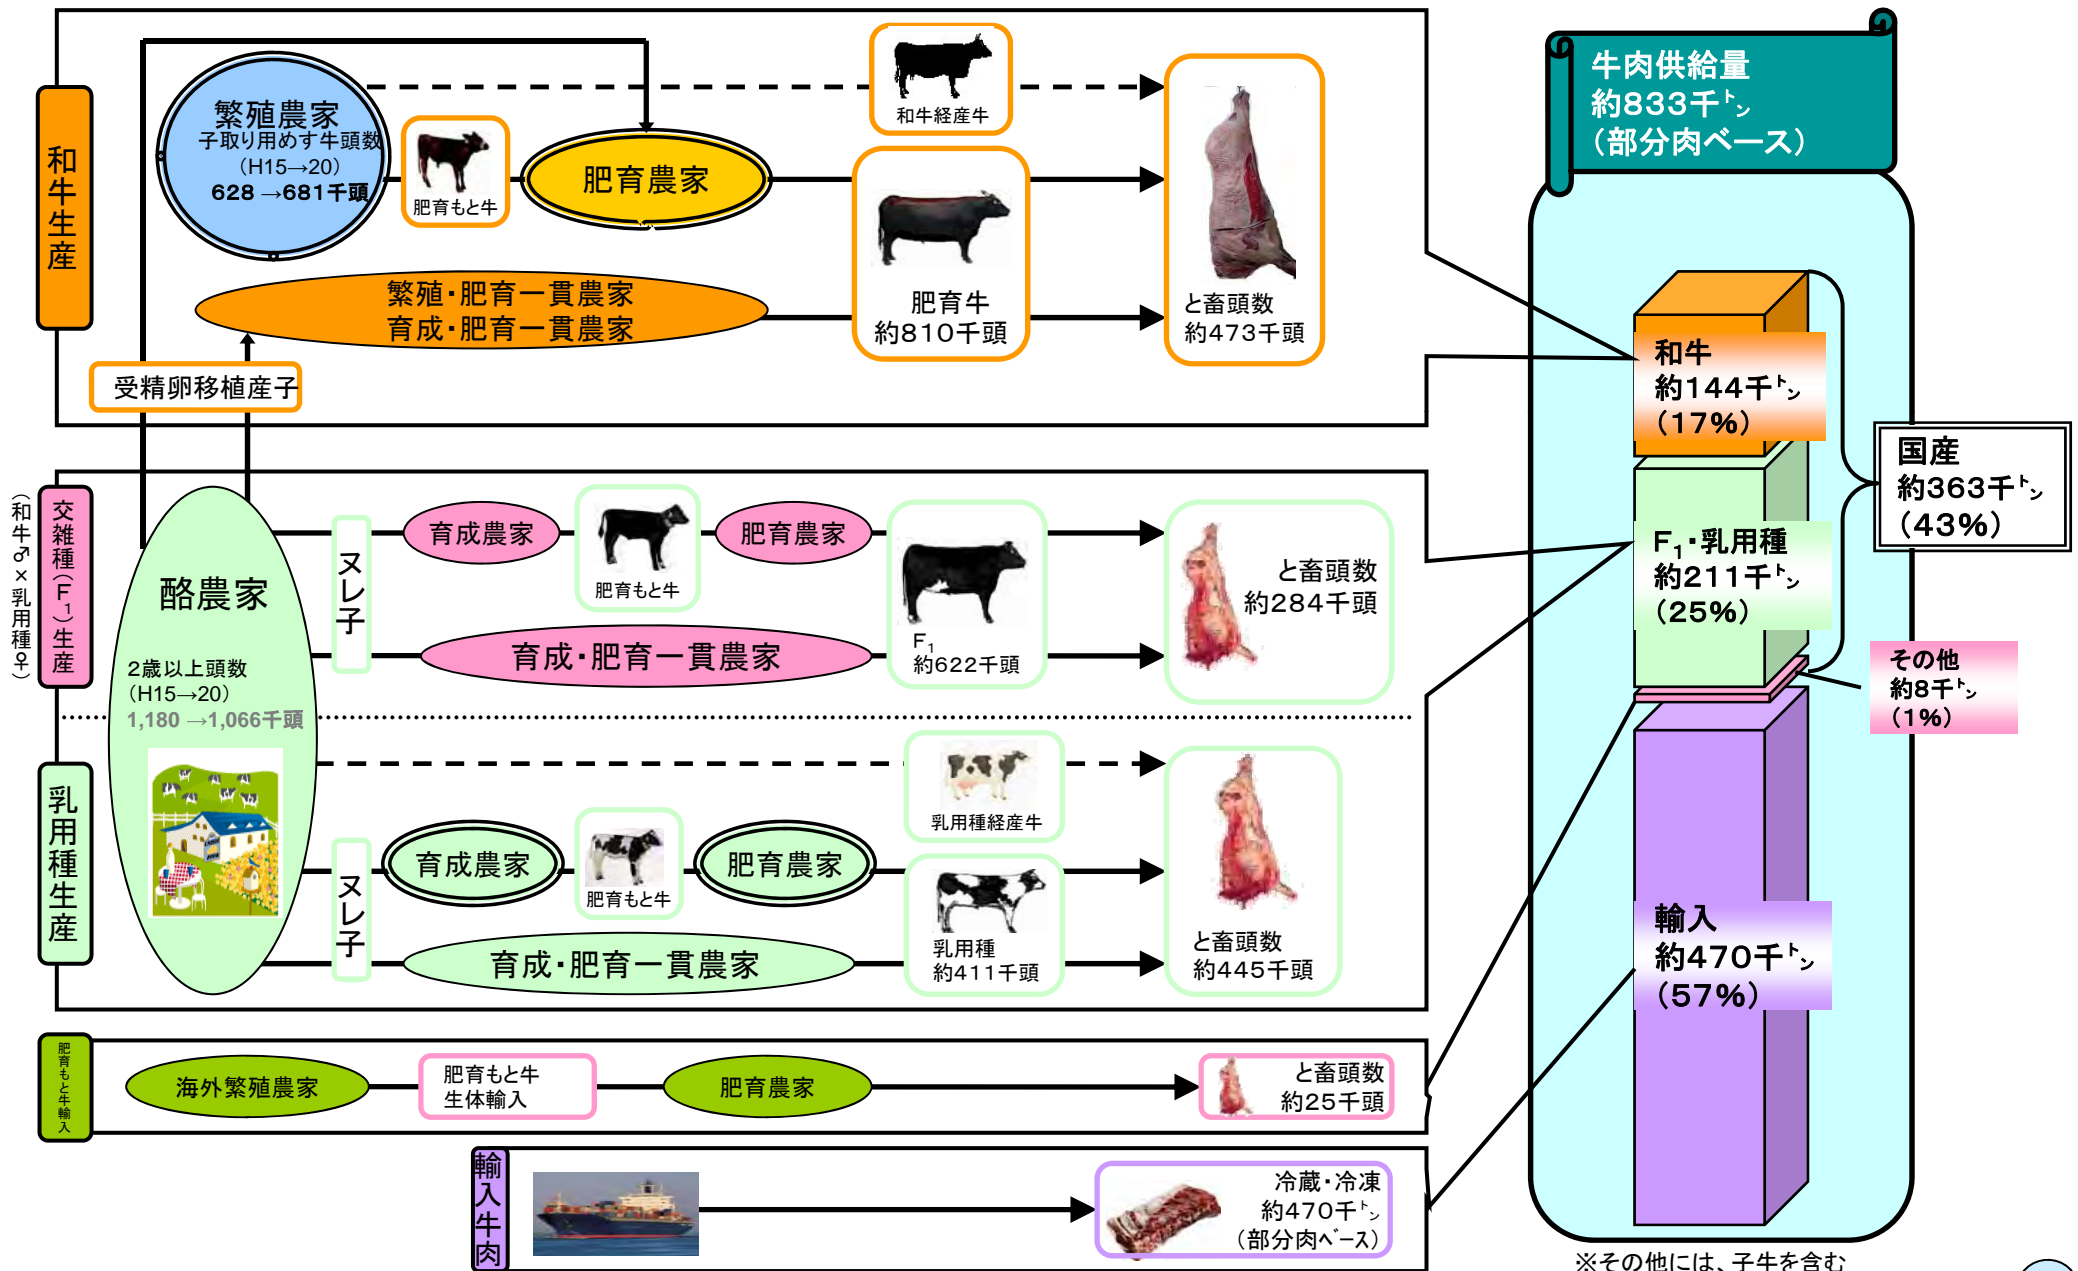 和牛生産
繁殖農家
子取り用めす牛頭数
(H15→20)
628 →681千頭
肥育もと牛
肥育農家
和牛経産牛
肥育牛
約810千頭
と畜頭数
約473千頭
繁殖・肥育一貫農家
育成・肥育一貫農家
受精卵移植産子
交雑種(F1)生産
(和牛♂×乳用種♀)
酪農家
2歳以上頭数
(H15→20)
1,180 →1,066千頭
ヌレ子
育成農家
肥育もと牛
肥育農家
育成・肥育一貫農家
F1
約622千頭
と畜頭数
約284千頭
乳用種生産
ヌレ子
育成農家
肥育もと牛
肥育農家
育成・肥育一貫農家
乳用種経産牛
乳用種
約411千頭
と畜頭数
約445千頭
肥育もと牛輸入
海外繁殖農家
肥育もと牛
生体輸入
肥育農家
と畜頭数
約25千頭
輸入牛肉
冷蔵・冷凍
約470千トン
(部分肉ベース)
牛肉供給量
約833千トン
(部分肉ベース)
和牛
約144千トン
(17%)
国産
約363千トン
(43%)
F1・乳用種
約211千トン
(25%)
その他
約8千トン
(1%)
輸入
約470千トン
(57%)
※その他には、子牛を含む